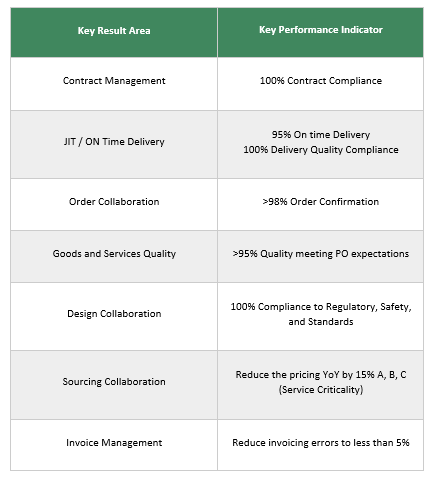 Key Result Area
Key Performance Indicator
Contract Management
100% Contract Compliance
JIT / ON Time Delivery
95% On time Delivery
100% Delivery Quality Compliance
Order Collaboration
>98% Order Confirmation
Goods and Services Quality
>95% Quality meeting PO expectations
Design Collaboration
100% Compliance to Regulatory, Safety,
and Standards
Sourcing Collaboration
Reduce the pricing YoY by 15% A, B, C
(Service Criticality)
Invoice Management
Reduce invoicing errors to less than 5%